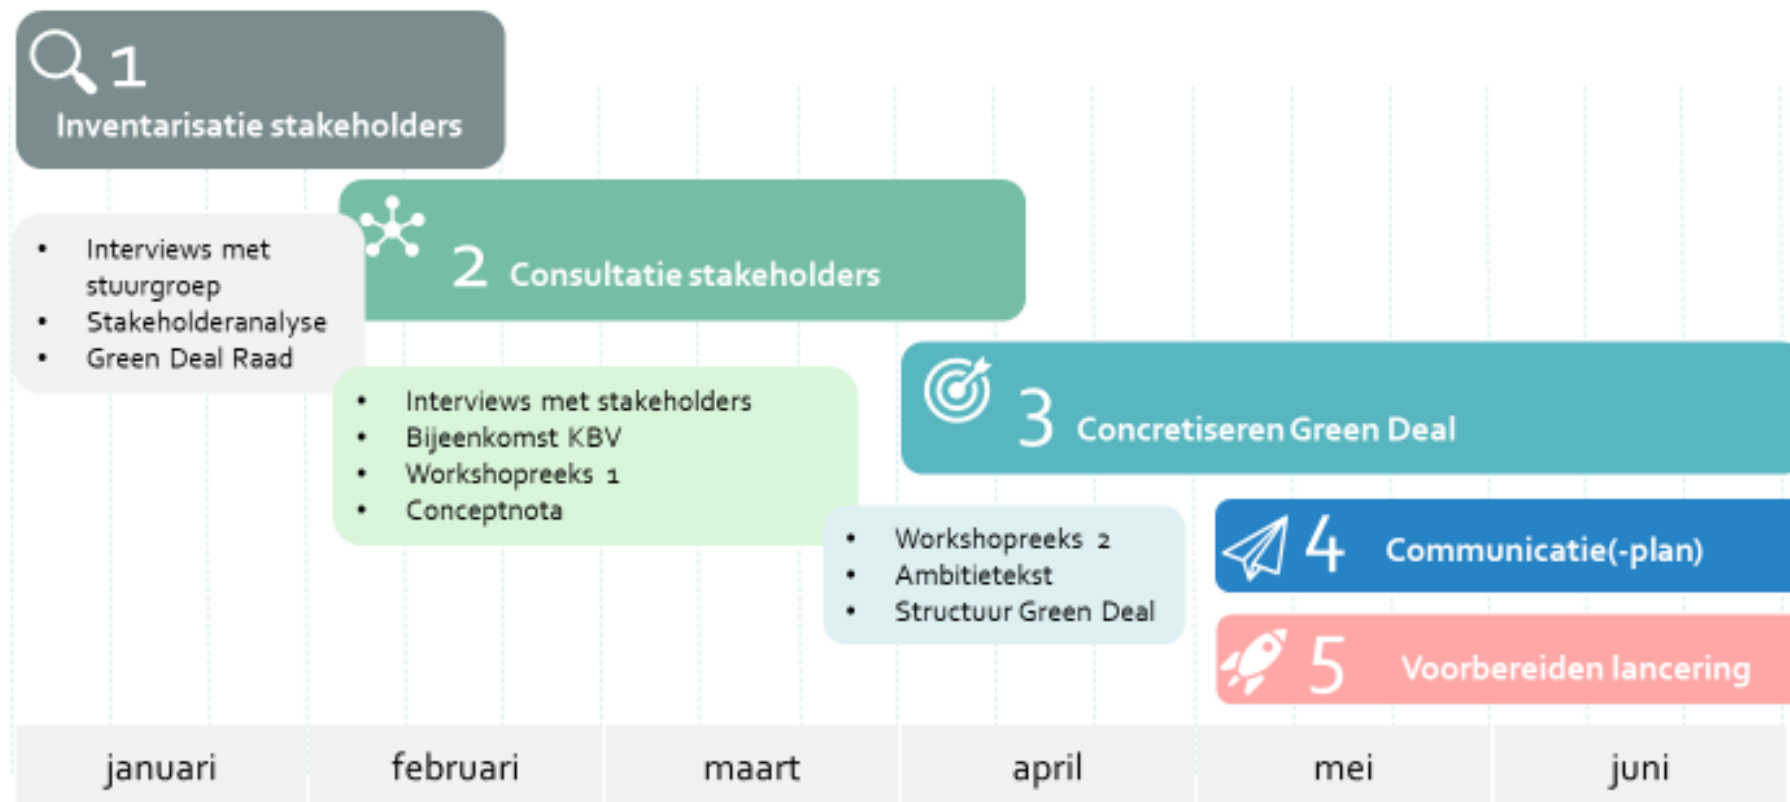 1
Inventarisatie stakeholders
• Interviews met
stuurgroep
• Stakeholderanalyse
• Green Deal Raad
2 Consultatie stakeholders
• Interviews met stakeholders
• Bijeenkomst KBV
• Workshopreeks 1
• Conceptnota
3 Concretiseren Green Deal
• Workshopreeks 2
• Ambitietekst
• Structuur Green Deal
4 Communicatie(-plan)
5 Voorbereiden lancering
januari februari maart april mei juni